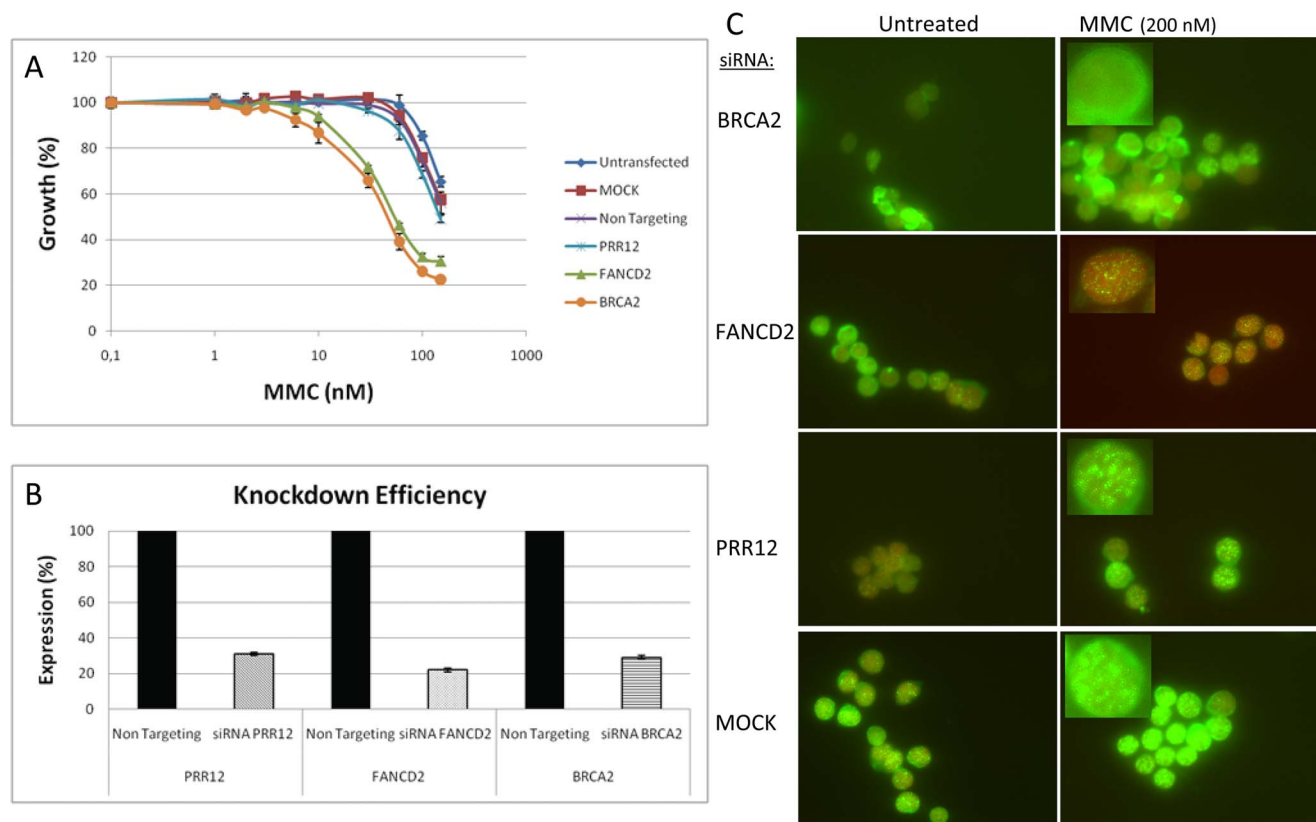 A
120
100
80
60
40
20
0
Growth (%)
0,1 1 10 100 1000
MMC (nM)
Untransfected
MOCK
Non Targeting
PRR12
FANCD2
BRCA2
B
Knockdown Efficiency
100
80
60
40
20
0
Expression (%)
Non Targeting siRNA PRR12 Non Targeting siRNA FANCD2 Non Targeting siRNA BRCA2
PRR12 FANCD2 BRCA2
C
Untreated MMC (200 nM)
siRNA:
BRCA2
FANCD2
PRR12
MOCK